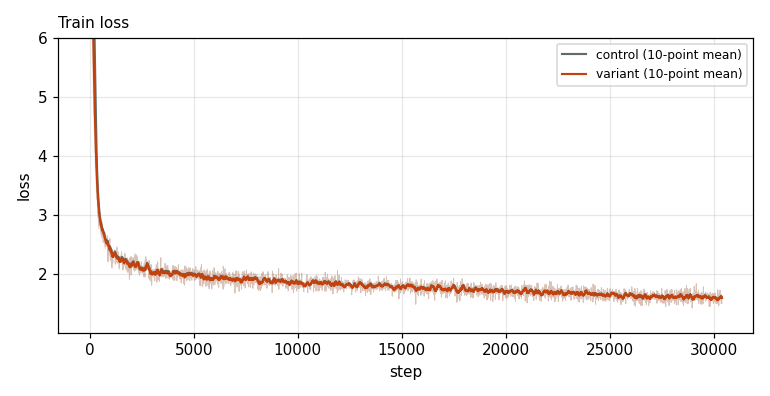 Train loss
6
5
4
3
2
loss
control (10-point mean)
variant (10-point mean)
0
5000
10000
15000
20000
25000
30000
step